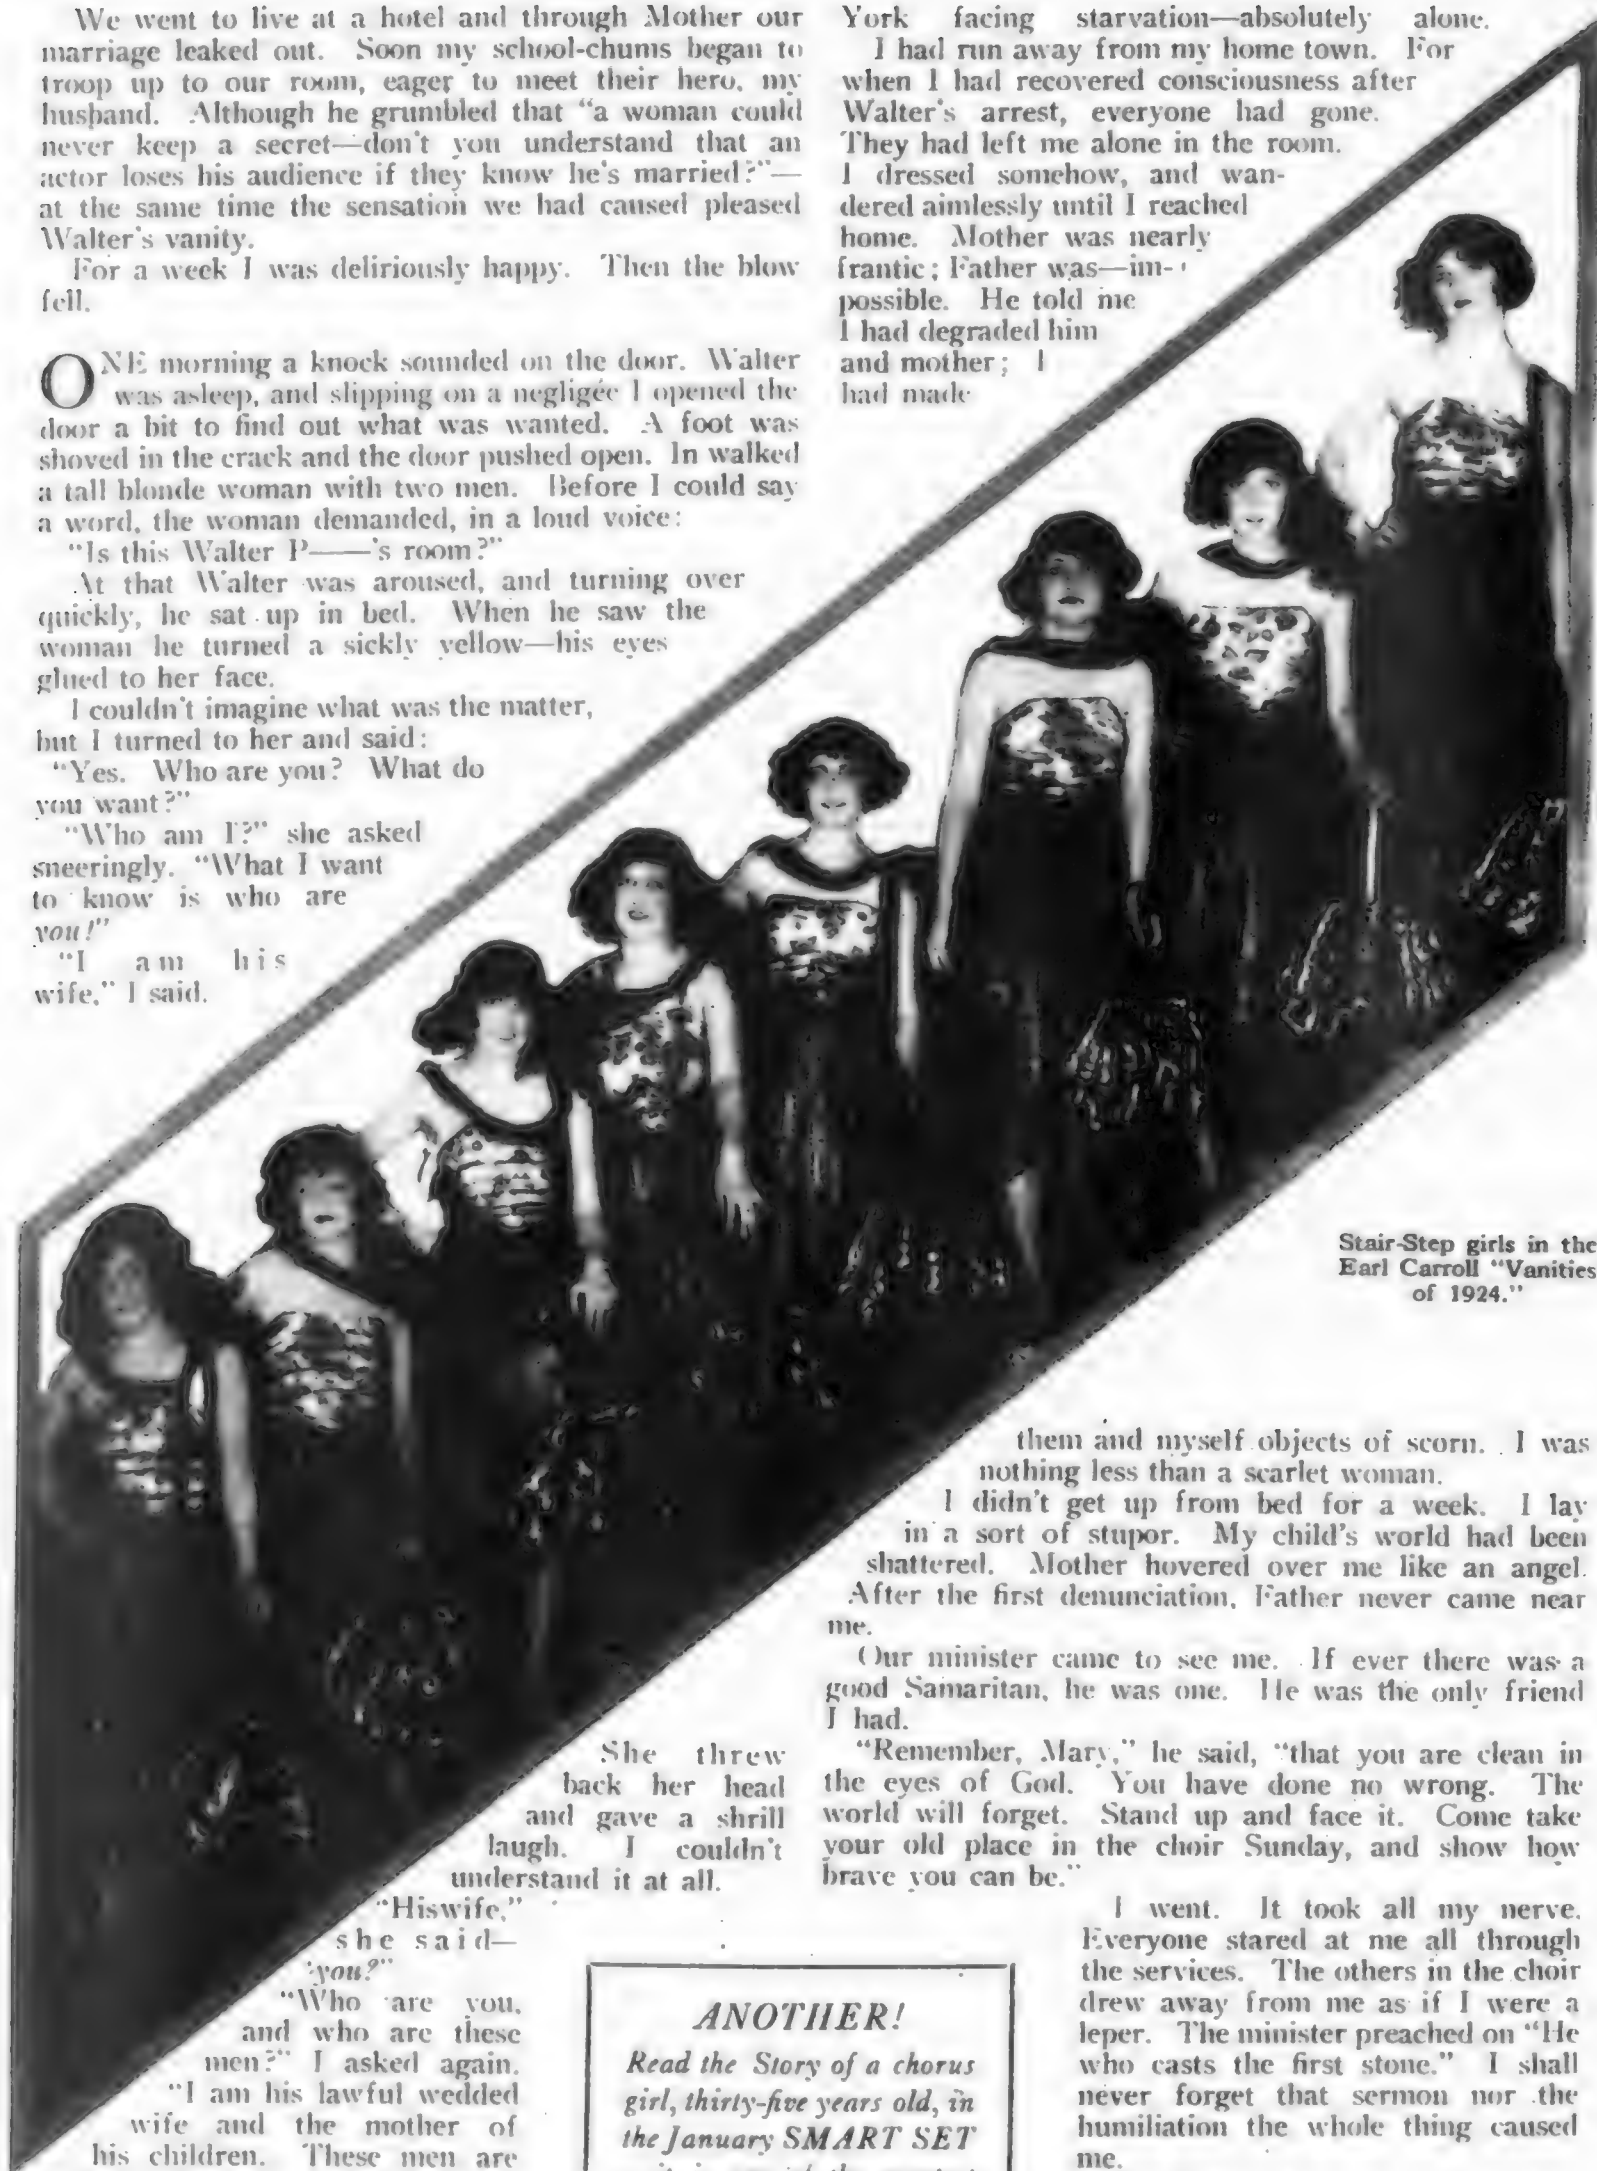 We went to live at a hotel and through Mother our
marriage leaked out. Soon my school-chums began to
troop up to our room, eager to meet their hero, my
husband. Although he grumbled that "a woman could
never keep a secret—don't you understand that an
actor loses his audience if they know he's married?"—
at the same time the sensation we had caused pleased
Walter's vanity.
For a week I was deliriously happy. Then the blow
fell.
ONE morning a knock sounded on the door. Walter
was asleep, and slipping on a negligée I opened the
door a bit to find out what was wanted. A foot was
shoved in the crack and the door pushed open. In walked
a tall blonde woman with two men. Before I could say
a word, the woman demanded, in a loud voice:
"Is this Walter P——'s room?"
At that Walter was aroused, and turning over
quickly, he sat up in bed. When he saw the
woman he turned a sickly yellow—his eyes
glued to her face.
I couldn't imagine what was the matter,
but I turned to her and said:
"Yes. Who are you? What do
you want?"
"Who am I?" she asked
sneeringly. "What I want
to know is who are
you!"
"I am his
wife," I said.
She threw
back her head
and gave a shrill
laugh. I couldn't
understand it at all.
"Hiswife,"
she said—
'you?"
"Who are you,
and who are these
men?" I asked again.
"I am his lawful wedded
wife and the mother of
his children. These men are
York facing starvation—absolutely alone.
I had run away from my home town. For
when I had recovered consciousness after
Walter's arrest, everyone had gone.
They had left me alone in the room.
I dressed somehow, and wan-
dered aimlessly until I reached
home. Mother was nearly
frantic; Father was—im-
possible. He told me
I had degraded him
and mother; I
had made
Stair-Step girls in the
Earl Carroll "Vanities
of 1924."
them and myself objects of scorn. I was
nothing less than a scarlet woman.
I didn't get up from bed for a week. I lay
in a sort of stupor. My child's world had been
shattered. Mother hovered over me like an angel.
After the first denunciation, Father never came near
me.
Our minister came to see me. If ever there was a
good Samaritan, he was one. He was the only friend
I had.
"Remember, Mary," he said, "that you are clean in
the eyes of God. You have done no wrong. The
world will forget. Stand up and face it. Come take
your old place in the choir Sunday, and show how
brave you can be."
I went. It took all my nerve.
Everyone stared at me all through
the services. The others in the choir
drew away from me as if I were a
leper. The minister preached on "He
who casts the first stone." I shall
never forget that sermon nor the
humiliation the whole thing caused
me.
ANOTHER!
Read the Story of a chorus
girl, thirty-five years old, in
the January SMART SET